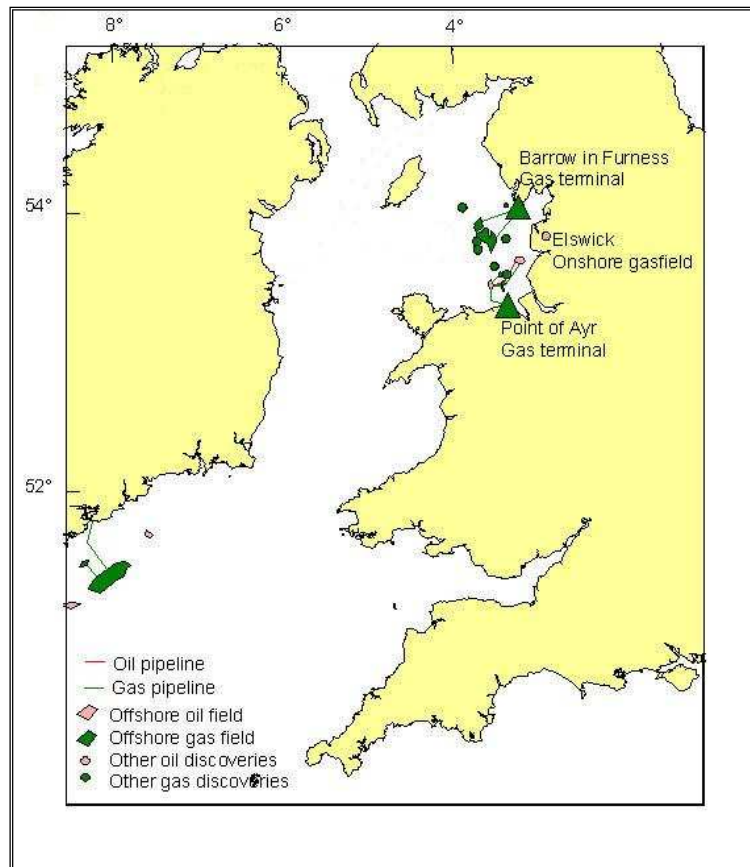 8°
6°
4°
Barrow in Furness
Gas terminal
54°
Elswick
Onshore gasfield
Point of Ayr
Gas terminal
52°
Oil pipeline
Gas pipeline
Offshore oil field
Offshore gas field
Other oil discoveries
Other gas discoveries